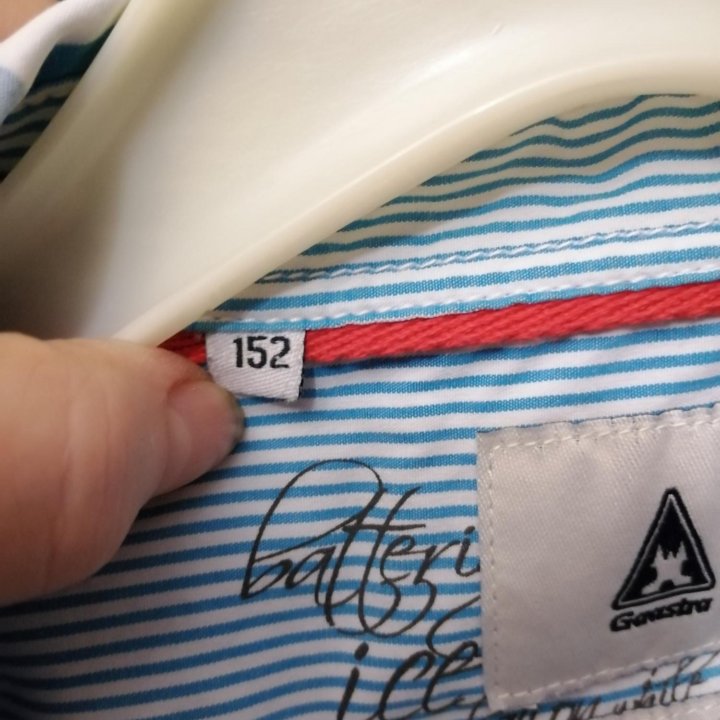 152
batteri
ice
Gaastra